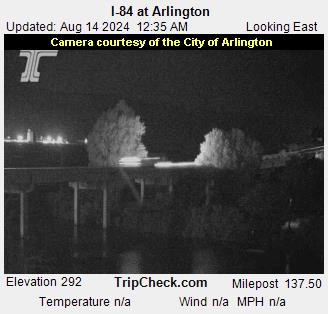 I-84 at Arlington
Updated: Aug 14 2024 12:35 AM Looking East
Camera courtesy of the City of Arlington
Elevation 292 TripCheck.com Milepost 137.50
Temperature n/a Wind n/a MPH n/a